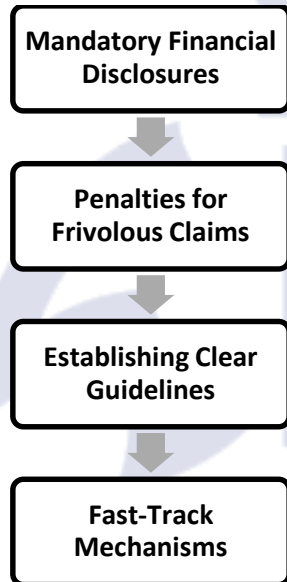 Mandatory Financial
Disclosures
Penalties for
Frivolous Claims
Establishing Clear
Guidelines
Fast-Track
Mechanisms